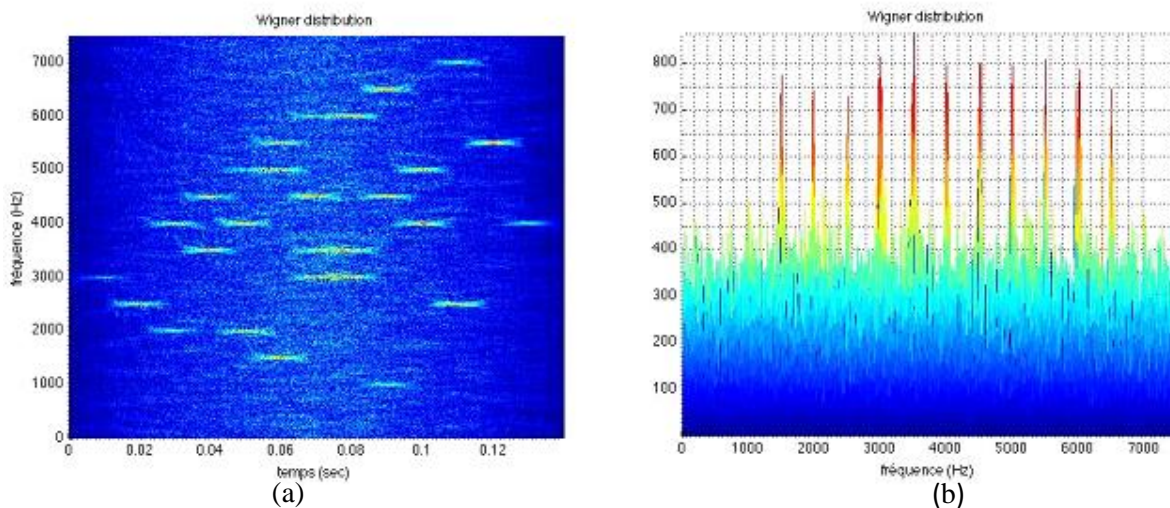 Wigner distribution
7000
6000
5000
4000
3000
2000
1000
0
fréquence (Hz)
0 0.02 0.04 0.06 0.08 0.1 0.12
temps (sec)
(a)
Wigner distribution
800
700
600
500
400
300
200
100
0 1000 2000 3000 4000 5000 6000 7000
fréquence (Hz)
(b)